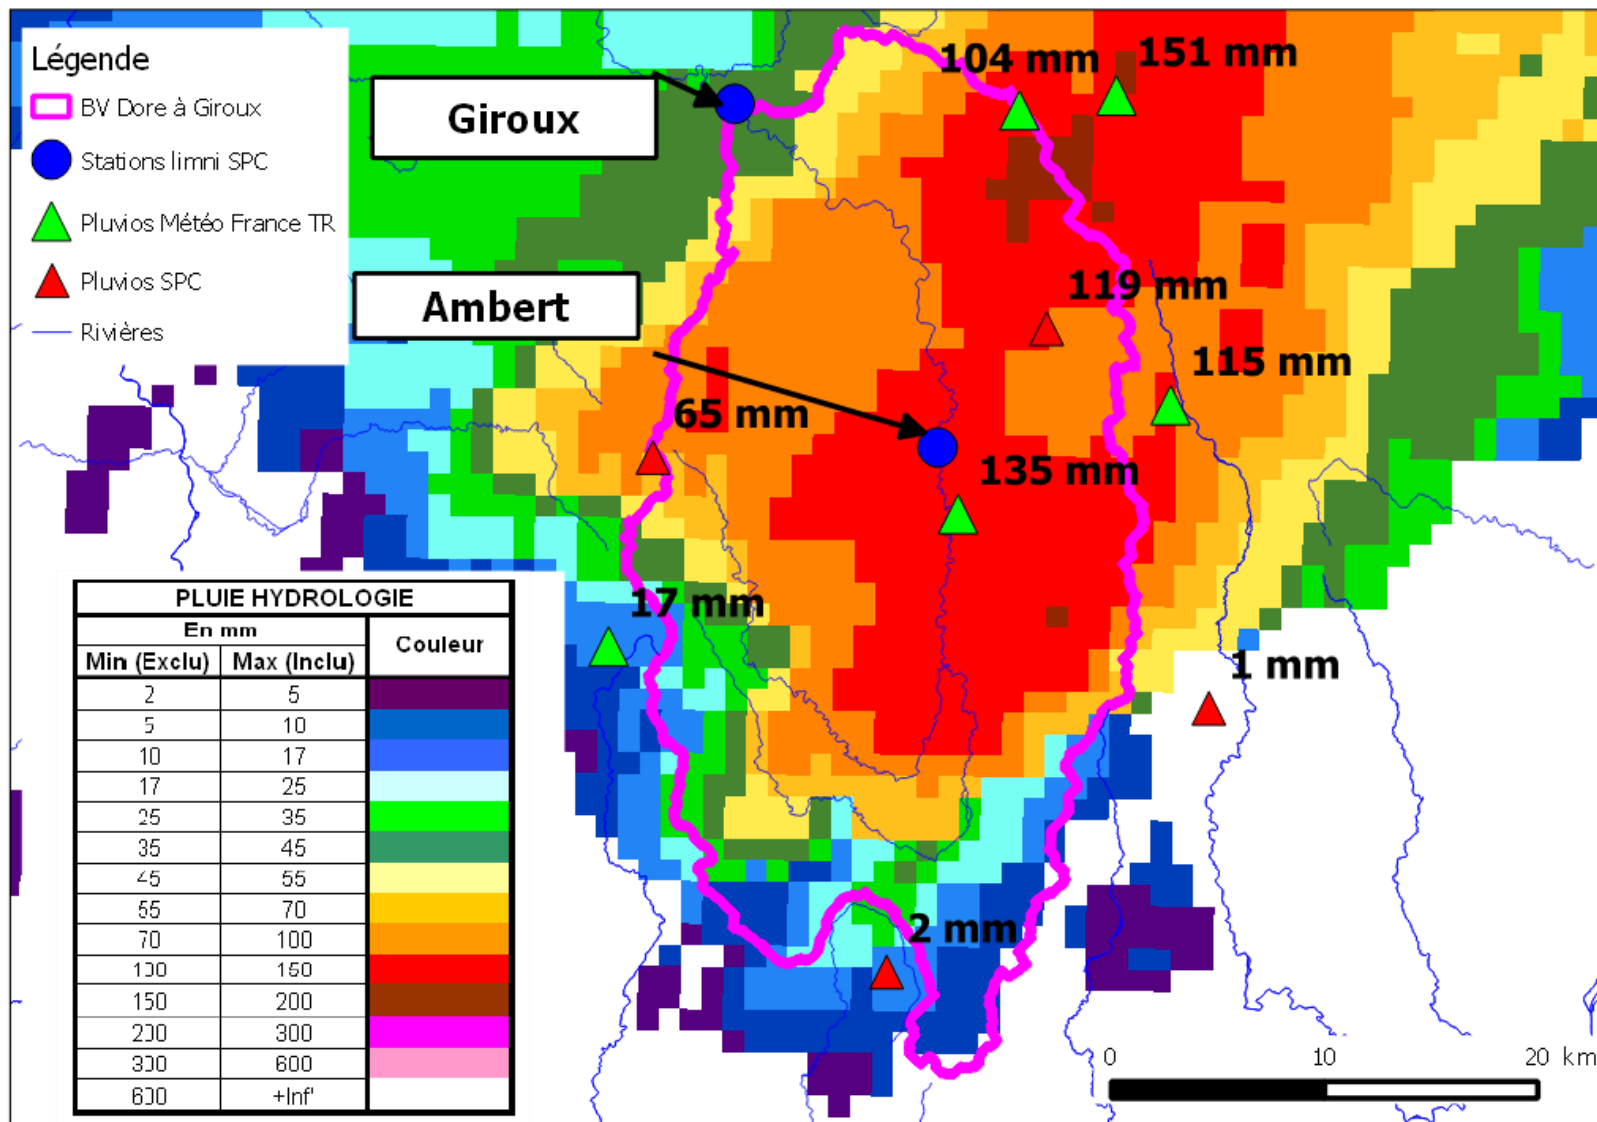 Légende
BV Dore à Giroux
Stations limni SPC
Pluvios Météo France TR
Pluvios SPC
Rivières
Giroux
Ambert
104 mm
151 mm
119 mm
115 mm
65 mm
135 mm
17 mm
1 mm
2 mm
PLUIE HYDROLOGIE
En mm
Couleur
Min (Exclu) Max (Inclu)
2 5
5 10
10 17
17 25
25 35
35 45
45 55
55 70
70 100
100 150
150 200
200 300
300 600
600 +Inf'
0 10 20 km